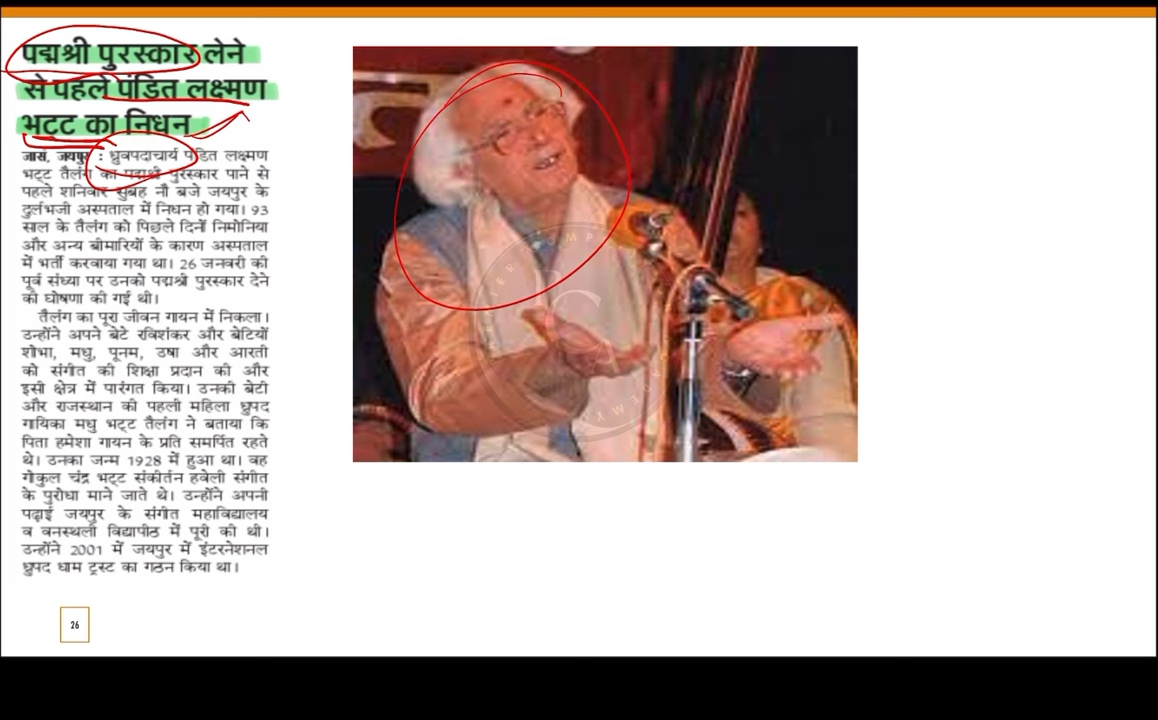 पद्मश्री पुरस्कार लेने
से पहले पंडित लक्ष्मण
भट्ट का निधन
जासं, जयपुर : ध्रुवपदाचार्य पंडित लक्ष्मण
भट्ट तैलंग का पद्मश्री पुरस्कार पाने से
पहले शनिवार सुबह नौ बजे जयपुर के
दुर्लभजी अस्पताल में निधन हो गया। 93
साल के तैलंग को पिछले दिनों निमोनिया
और अन्य बीमारियों के कारण अस्पताल
में भर्ती करवाया गया था। 26 जनवरी की
पूर्व संध्या पर उनको पद्मश्री पुरस्कार देने
की घोषणा की गई थी।
तैलंग का पूरा जीवन गायन में निकला।
उन्होंने अपने बेटे रविशंकर और बेटियों
शोभा, मधु, पूनम, उषा और आरती
को संगीत की शिक्षा प्रदान की और
इसी क्षेत्र में पारंगत किया। उनकी बेटी
और राजस्थान की पहली महिला ध्रुपद
गायिका मधु भट्ट तैलंग ने बताया कि
पिता हमेशा गायन के प्रति समर्पित रहते
थे। उनका जन्म 1928 में हुआ था। वह
गोकुल चंद्र भट्ट संकीर्तन हवेली संगीत
के पुरोधा माने जाते थे। उन्होंने अपनी
पढ़ाई जयपुर के संगीत महाविद्यालय
व वनस्थली विद्यापीठ में पूरी की थी।
उन्होंने 2001 में जयपुर में इंटरनेशनल
ध्रुपद धाम ट्रस्ट का गठन किया था।
26